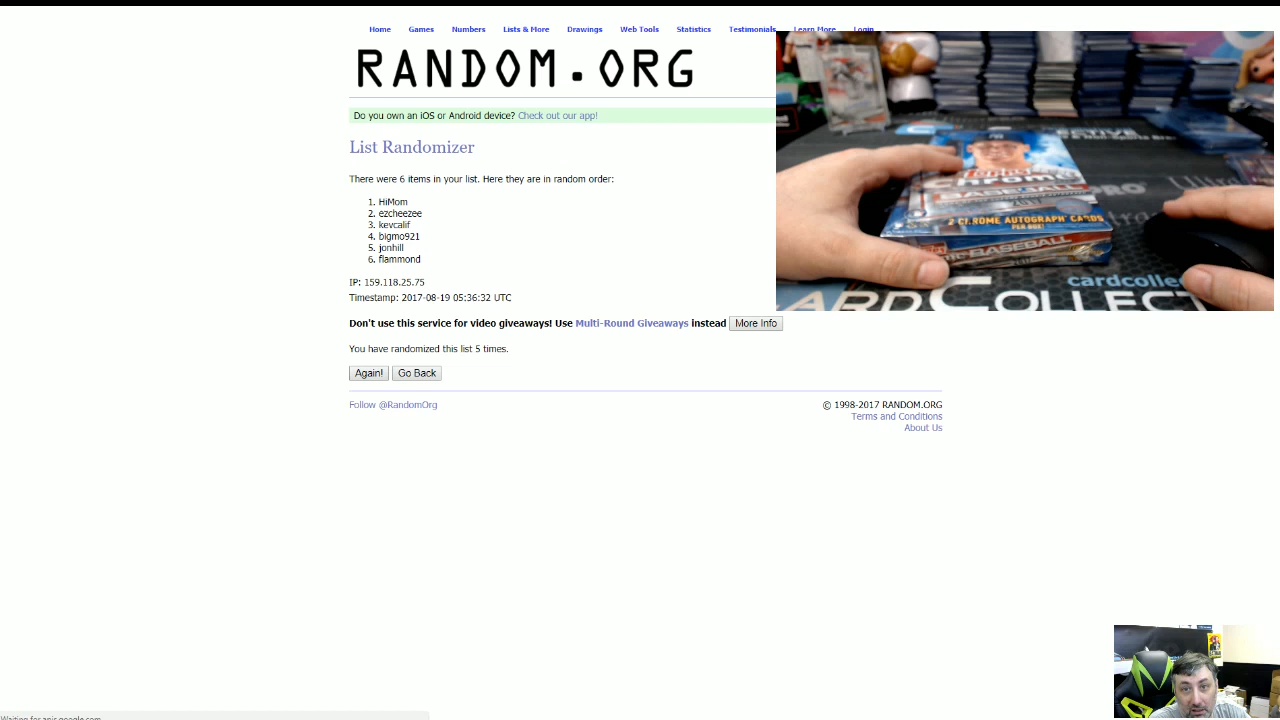 Home Games Numbers Lists & More Drawings Web Tools Statistics Testimonials Learn More Login
RANDOM.ORG
Do you own an iOS or Android device? Check out our app!
List Randomizer
There were 6 items in your list. Here they are in random order:
1. HiMom
2. ezcheezee
3. kevcalif
4. bigmo921
5. jonhill
6. flammond
IP: 159.118.25.75
Timestamp: 2017-08-19 05:36:32 UTC
Don't use this service for video giveaways! Use Multi-Round Giveaways instead More Info
You have randomized this list 5 times.
Again! Go Back
Follow @RandomOrg
© 1998-2017 RANDOM.ORG
Terms and Conditions
About Us
CHROME
BASEBALL
2017
2 CHROME AUTOGRAPH CARDS
PER BOX!
BASEBALL
2017
cardcollec
CARDCOLLECT
Waiting for apis.google.com